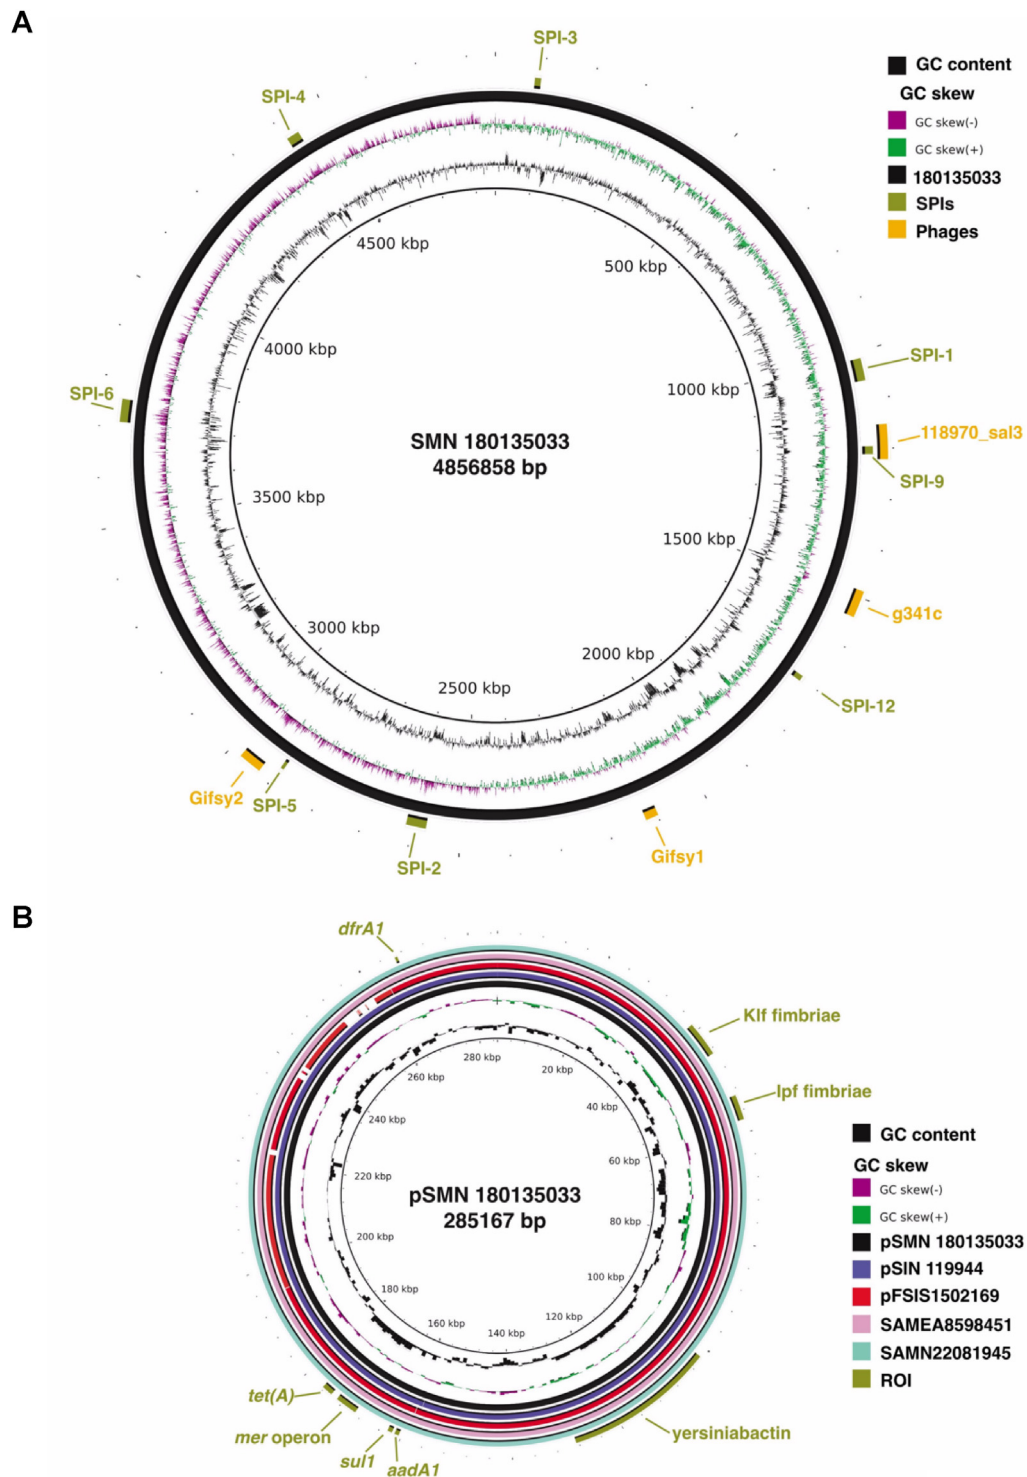 A
SPI-3
SPI-4
GC content
GC skew
GC skew(-)
GC skew(+)
180135033
SPIs
Phages
4500 kbp
500 kbp
4000 kbp
SPI-1
1000 kbp
SPI-6
118970_sal3
SMN 180135033
4856858 bp
SPI-9
3500 kbp
1500 kbp
g341c
3000 kbp
2000 kbp
2500 kbp
SPI-12
Gifsy2
SPI-5
Gifsy1
SPI-2
B
dfrA1
Klf fimbriae
280 kbp
20 kbp
260 kbp
lpf fimbriae
40 kbp
240 kbp
GC content
60 kbp
GC skew
220 kbp
GC skew(-)
pSMN 180135033
285167 bp
GC skew(+)
80 kbp
200 kbp
pSMN 180135033
pSIN 119944
100 kbp
pFSIS1502169
180 kbp
120 kbp
SAMEA8598451
160 kbp
140 kbp
SAMN22081945
ROI
tet(A)
mer operon
yersiniabactin
sul1
aadA1